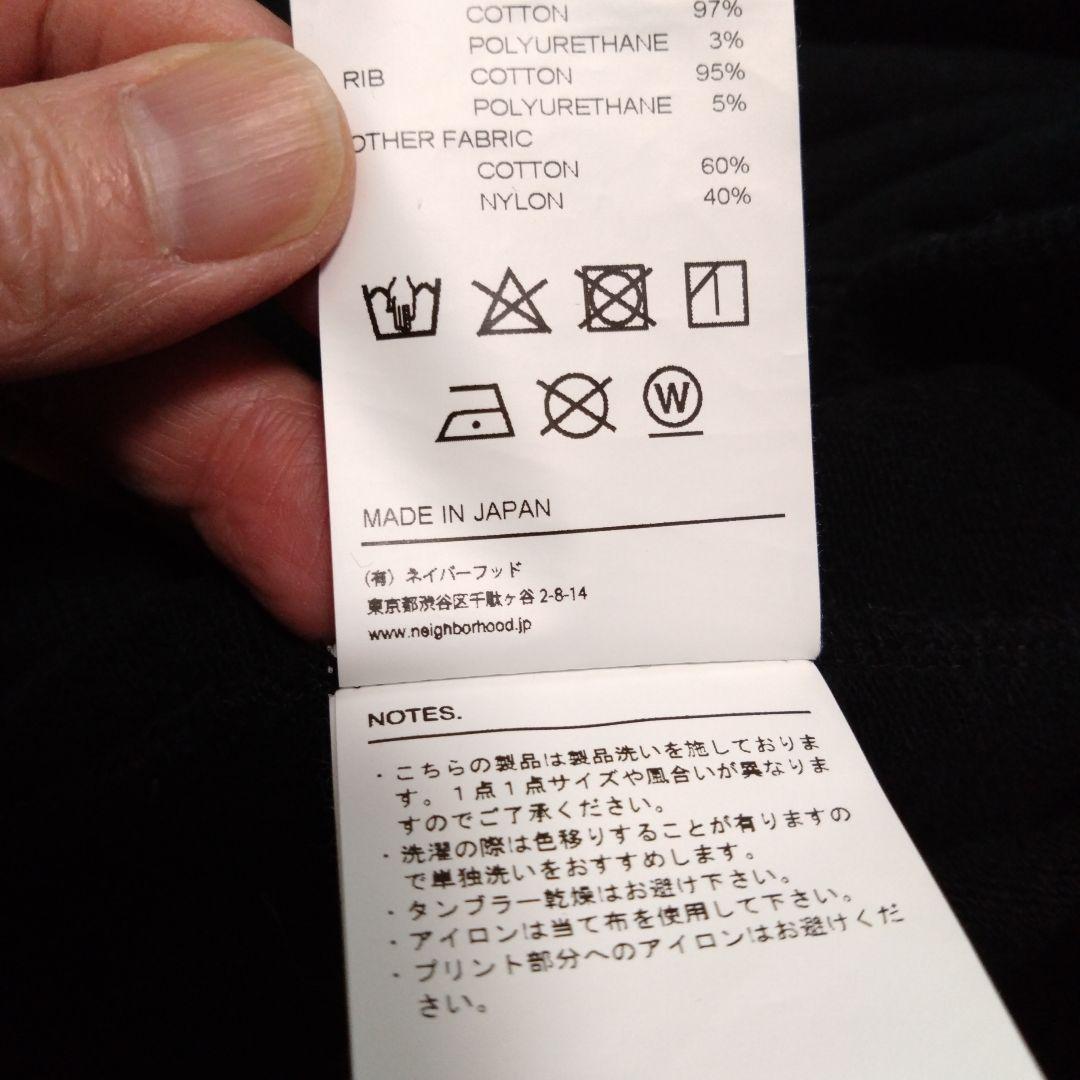 COTTON 97%
POLYURETHANE 3%
RIB COTTON 95%
POLYURETHANE 5%
OTHER FABRIC
COTTON 60%
NYLON 40%
W
MADE IN JAPAN
(有) ネイバーフッド
東京都渋谷区千駄ヶ谷 2-8-14
www.neighborhood.jp
NOTES.
・こちらの製品は製品洗いを施しておりま
す。1点1点サイズや風合いが異なりま
すのでご了承ください。
・洗濯の際は色移りすることが有りますの
で単独洗いをおすすめします。
・タンブラー乾燥はお避け下さい。
・アイロンは当て布を使用して下さい。
・プリント部分へのアイロンはお避けくだ
さい。